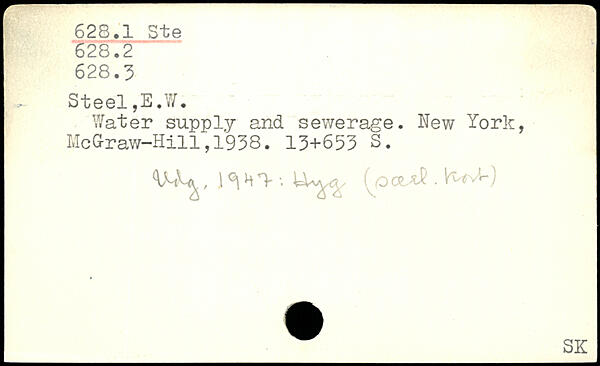 628.1 Ste
628.2
628.3
Steel,E.W.
Water supply and sewerage. New York,
McGraw-Hill,1938. 13+653 S.
Udg. 1947: Hyg (særl. kort)
SK